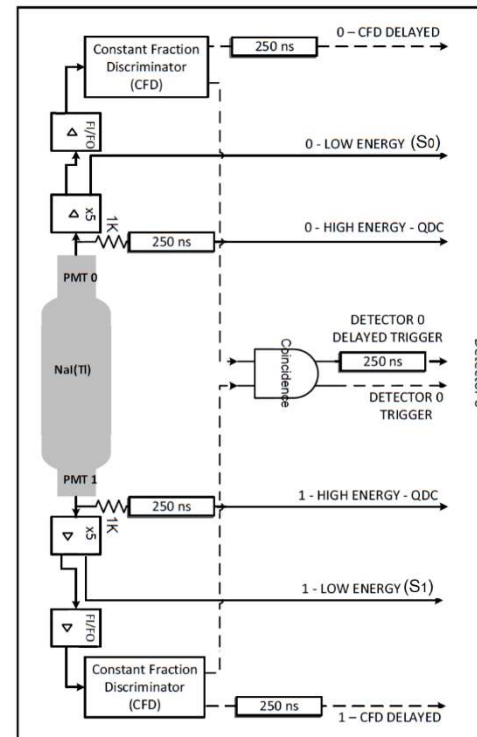 0 – CFD DELAYED
250 ns
Constant Fraction
Discriminator
(CFD)
FI/FO
0 - LOW ENERGY (S0)
x5
1K
0 - HIGH ENERGY - QDC
250 ns
PMT 0
DETECTOR 0
DELAYED TRIGGER
NaI(Tl)
Coincidence
250 ns
DETECTOR 0
TRIGGER
PMT 1
1 - HIGH ENERGY - QDC
250 ns
1K
x5
1 - LOW ENERGY (S1)
FI/FO
Constant Fraction
Discriminator
(CFD)
250 ns
1 – CFD DELAYED